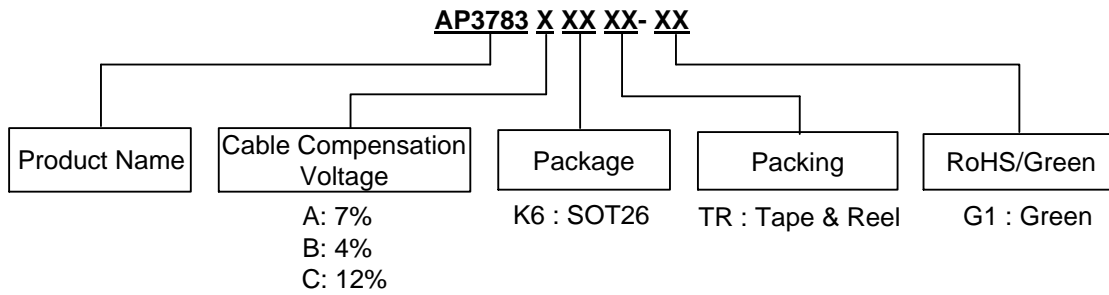 AP3783 X XX XX- XX
Product Name
Cable Compensation
Voltage
Package
Packing
RoHS/Green
A: 7%
B: 4%
C: 12%
K6 : SOT26
TR : Tape & Reel
G1 : Green